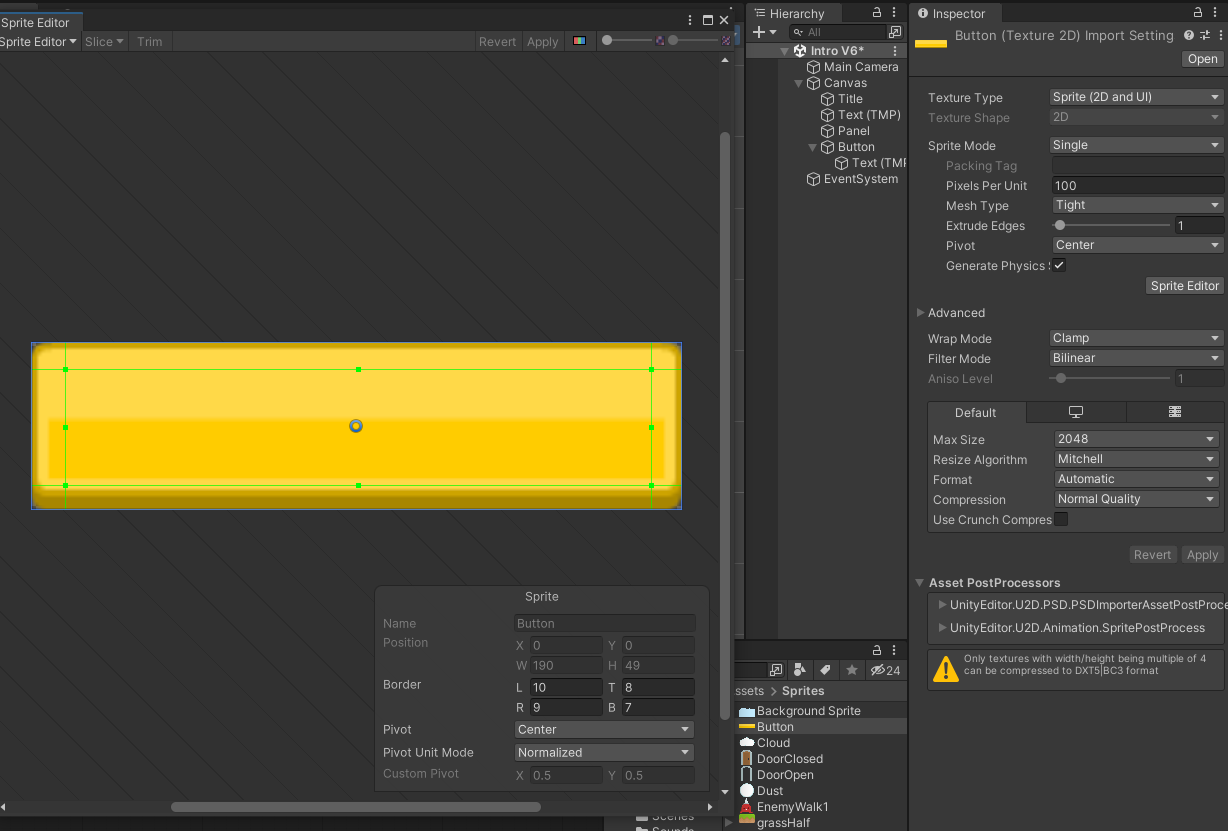 Sprite Editor
Sprite Editor Slice Trim Revert Apply
Sprite
Name Button
Position X 0 Y 0
W 190 H 49
Border L 10 T 8
R 9 B 7
Pivot Center
Pivot Unit Mode Normalized
Custom Pivot X 0.5 Y 0.5
Hierarchy
All
Intro V6*
Main Camera
Canvas
Title
Text (TMP)
Panel
Button
Text (TMP
EventSystem
24
ssets > Sprites
Background Sprite
Button
Cloud
DoorClosed
DoorOpen
Dust
EnemyWalk1
grassHalf
Scenes
Sounds
Inspector
Button (Texture 2D) Import Setting
Open
Texture Type Sprite (2D and UI)
Texture Shape 2D
Sprite Mode Single
Packing Tag
Pixels Per Unit 100
Mesh Type Tight
Extrude Edges 1
Pivot Center
Generate Physics S
Sprite Editor
Advanced
Wrap Mode Clamp
Filter Mode Bilinear
Aniso Level 1
Default
Max Size 2048
Resize Algorithm Mitchell
Format Automatic
Compression Normal Quality
Use Crunch Compres
Revert Apply
Asset PostProcessors
UnityEditor.U2D.PSD.PSDImporterAssetPostProce
UnityEditor.U2D.Animation.SpritePostProcess
Only textures with width/height being multiple of 4
can be compressed to DXT5|BC3 format